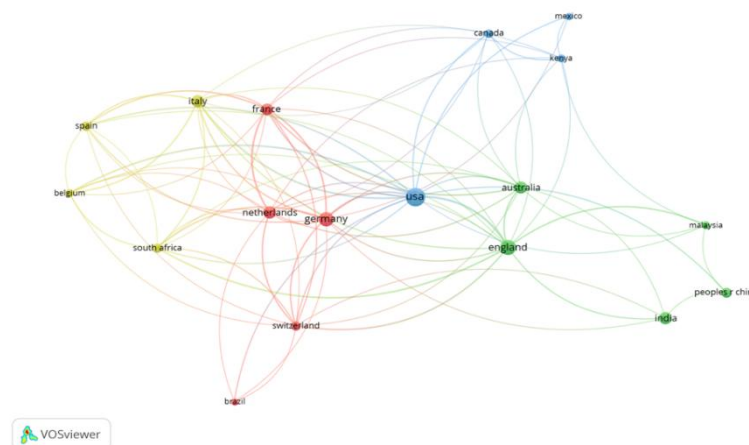 mexico
canada
kenya
italy
france
spain
usa
australia
belgium
netherlands
germany
malaysia
south africa
england
peoples r chin
india
switzerland
brazil
VOSviewer